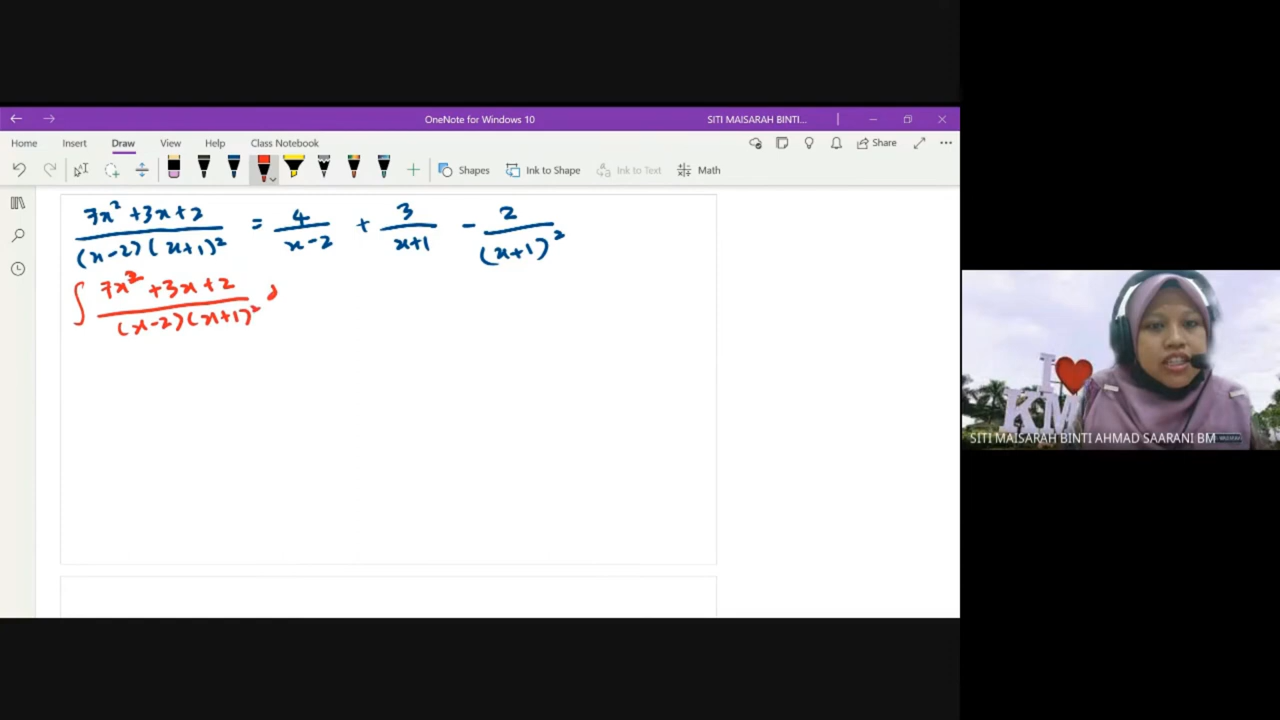 OneNote for Windows 10 SITI MAISARAH BINTI...
Home Insert Draw View Help Class Notebook Share
Shapes Ink to Shape Ink to Text Math
7x² + 3x + 2 / (x-2)(x+1)² = 4 / x-2 + 3 / x+1 - 2 / (x+1)²
∫ 7x² + 3x + 2 / (x-2)(x+1)²
I
KM
SITI MAISARAH BINTI AHMAD SAARANI BM